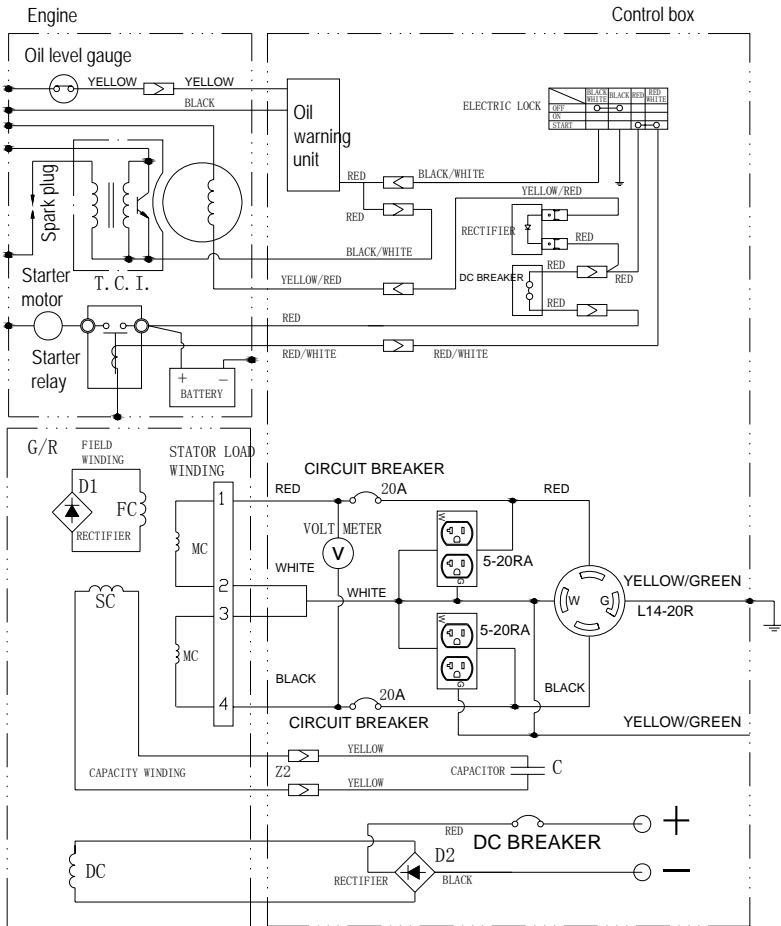 Engine
Control box
Oil level gauge
YELLOW
YELLOW
BLACK
Oil
warning
unit
ELECTRIC LOCK
BLACK
WHITE
BLACK
RED
RED
WHITE
OFF
ON
START
RED
BLACK/WHITE
RED
BLACK/WHITE
YELLOW/RED
RECTIFIER
RED
DC BREAKER
RED
RED
RED
Spark plug
T.C.I.
YELLOW/RED
Starter
motor
RED
Starter
relay
RED/WHITE
RED/WHITE
+ −
BATTERY
G/R
FIELD
WINDING
STATOR LOAD
WINDING
D1
FC
RECTIFIER
MC
1
2
3
4
RED
CIRCUIT BREAKER
20A
RED
VOLT METER
V
W
G
5-20RA
WHITE
WHITE
YELLOW/GREEN
W
G
L14-20R
SC
MC
W
G
5-20RA
BLACK
BLACK
20A
CIRCUIT BREAKER
YELLOW/GREEN
CAPACITY WINDING
Z2
YELLOW
YELLOW
CAPACITOR
C
RED
DC BREAKER
+
DC
RECTIFIER
D2
BLACK
−